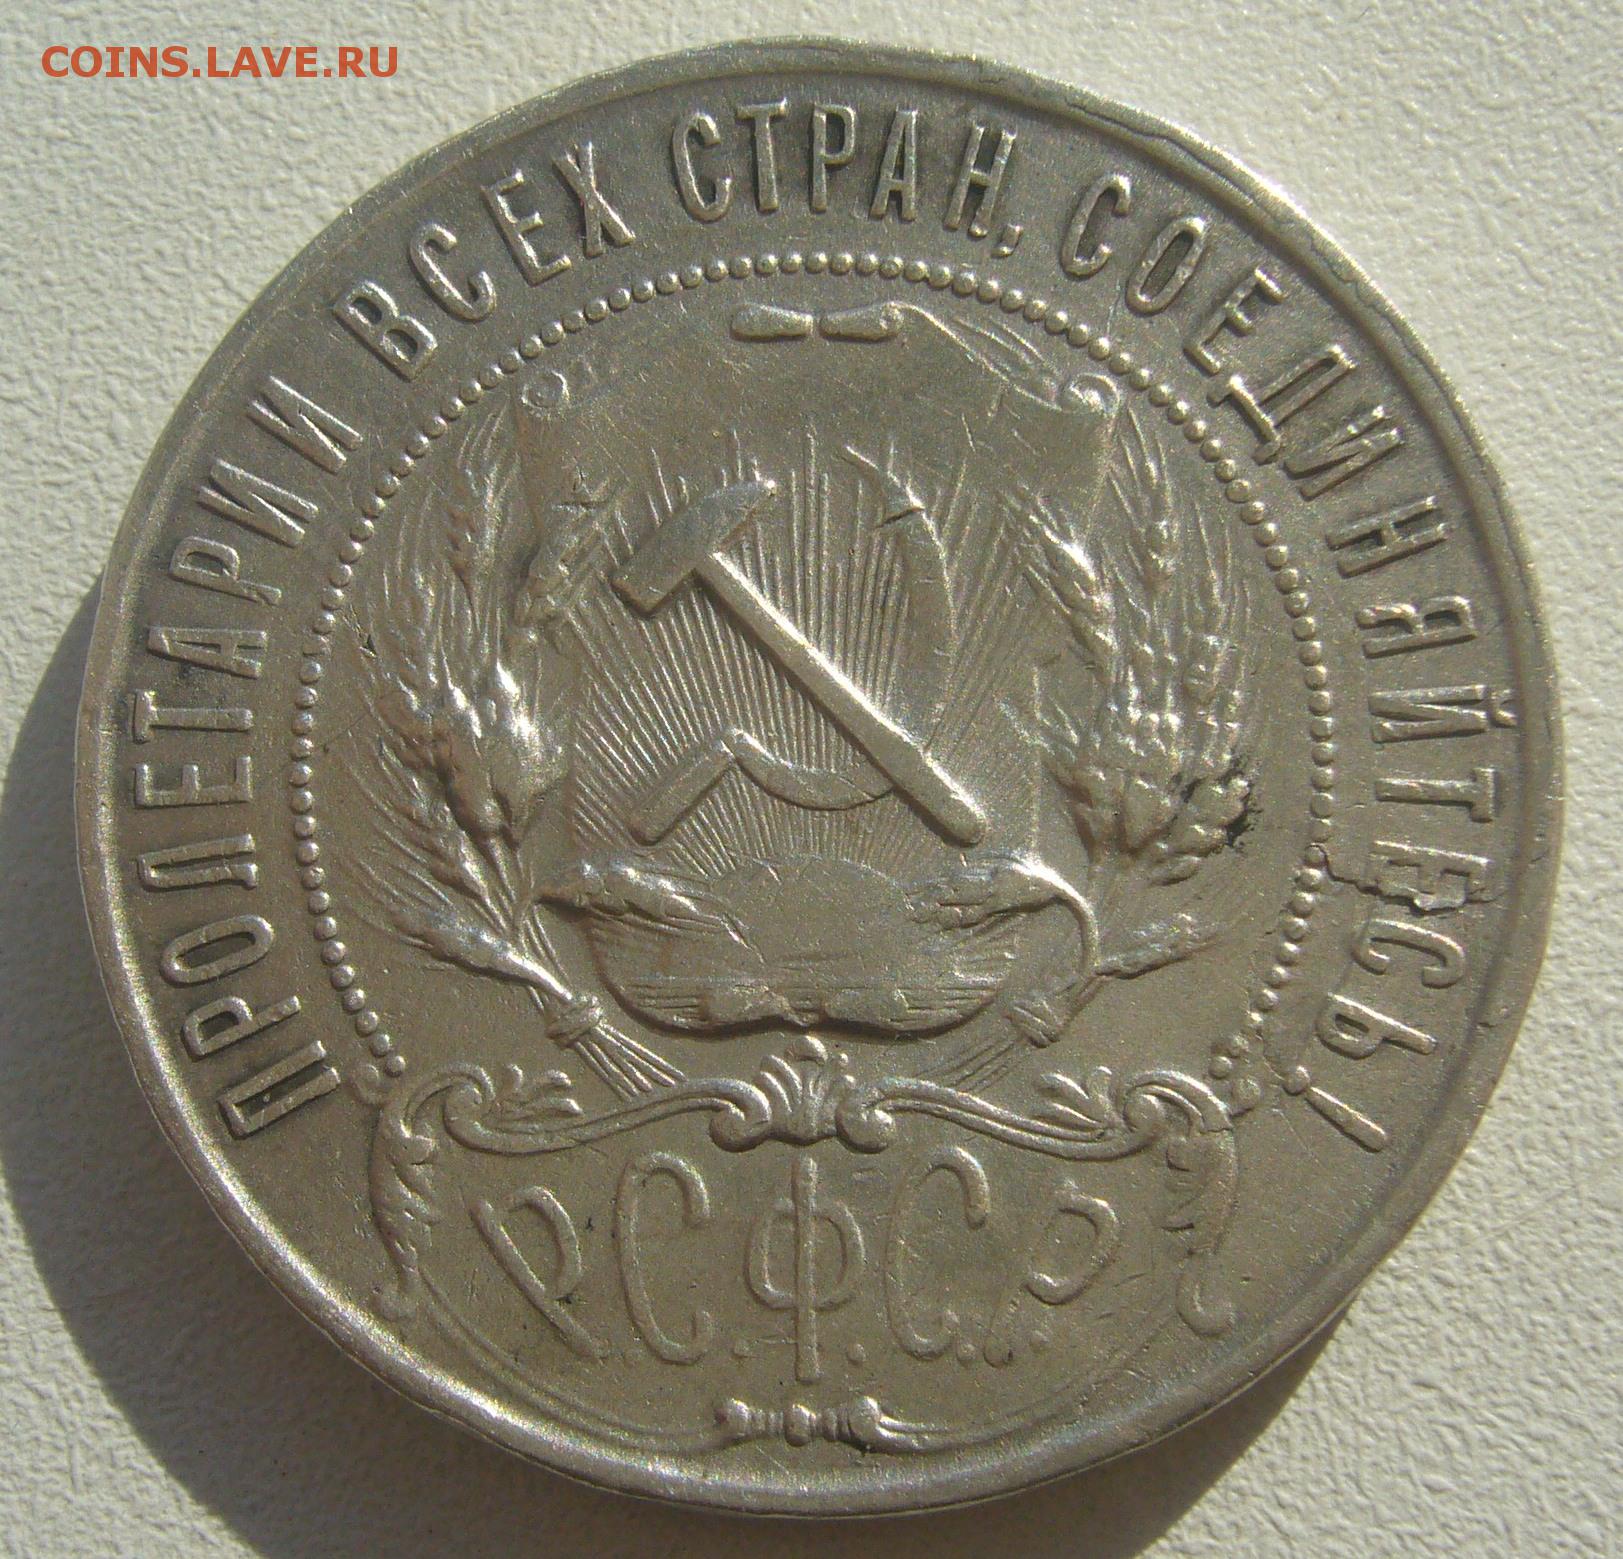 COINS.LAVE.RU
ПРОЛЕТАРИИ ВСЕХ СТРАН, СОЕДИНЯЙТЕСЬ!
Р.С.Ф.С.Р.